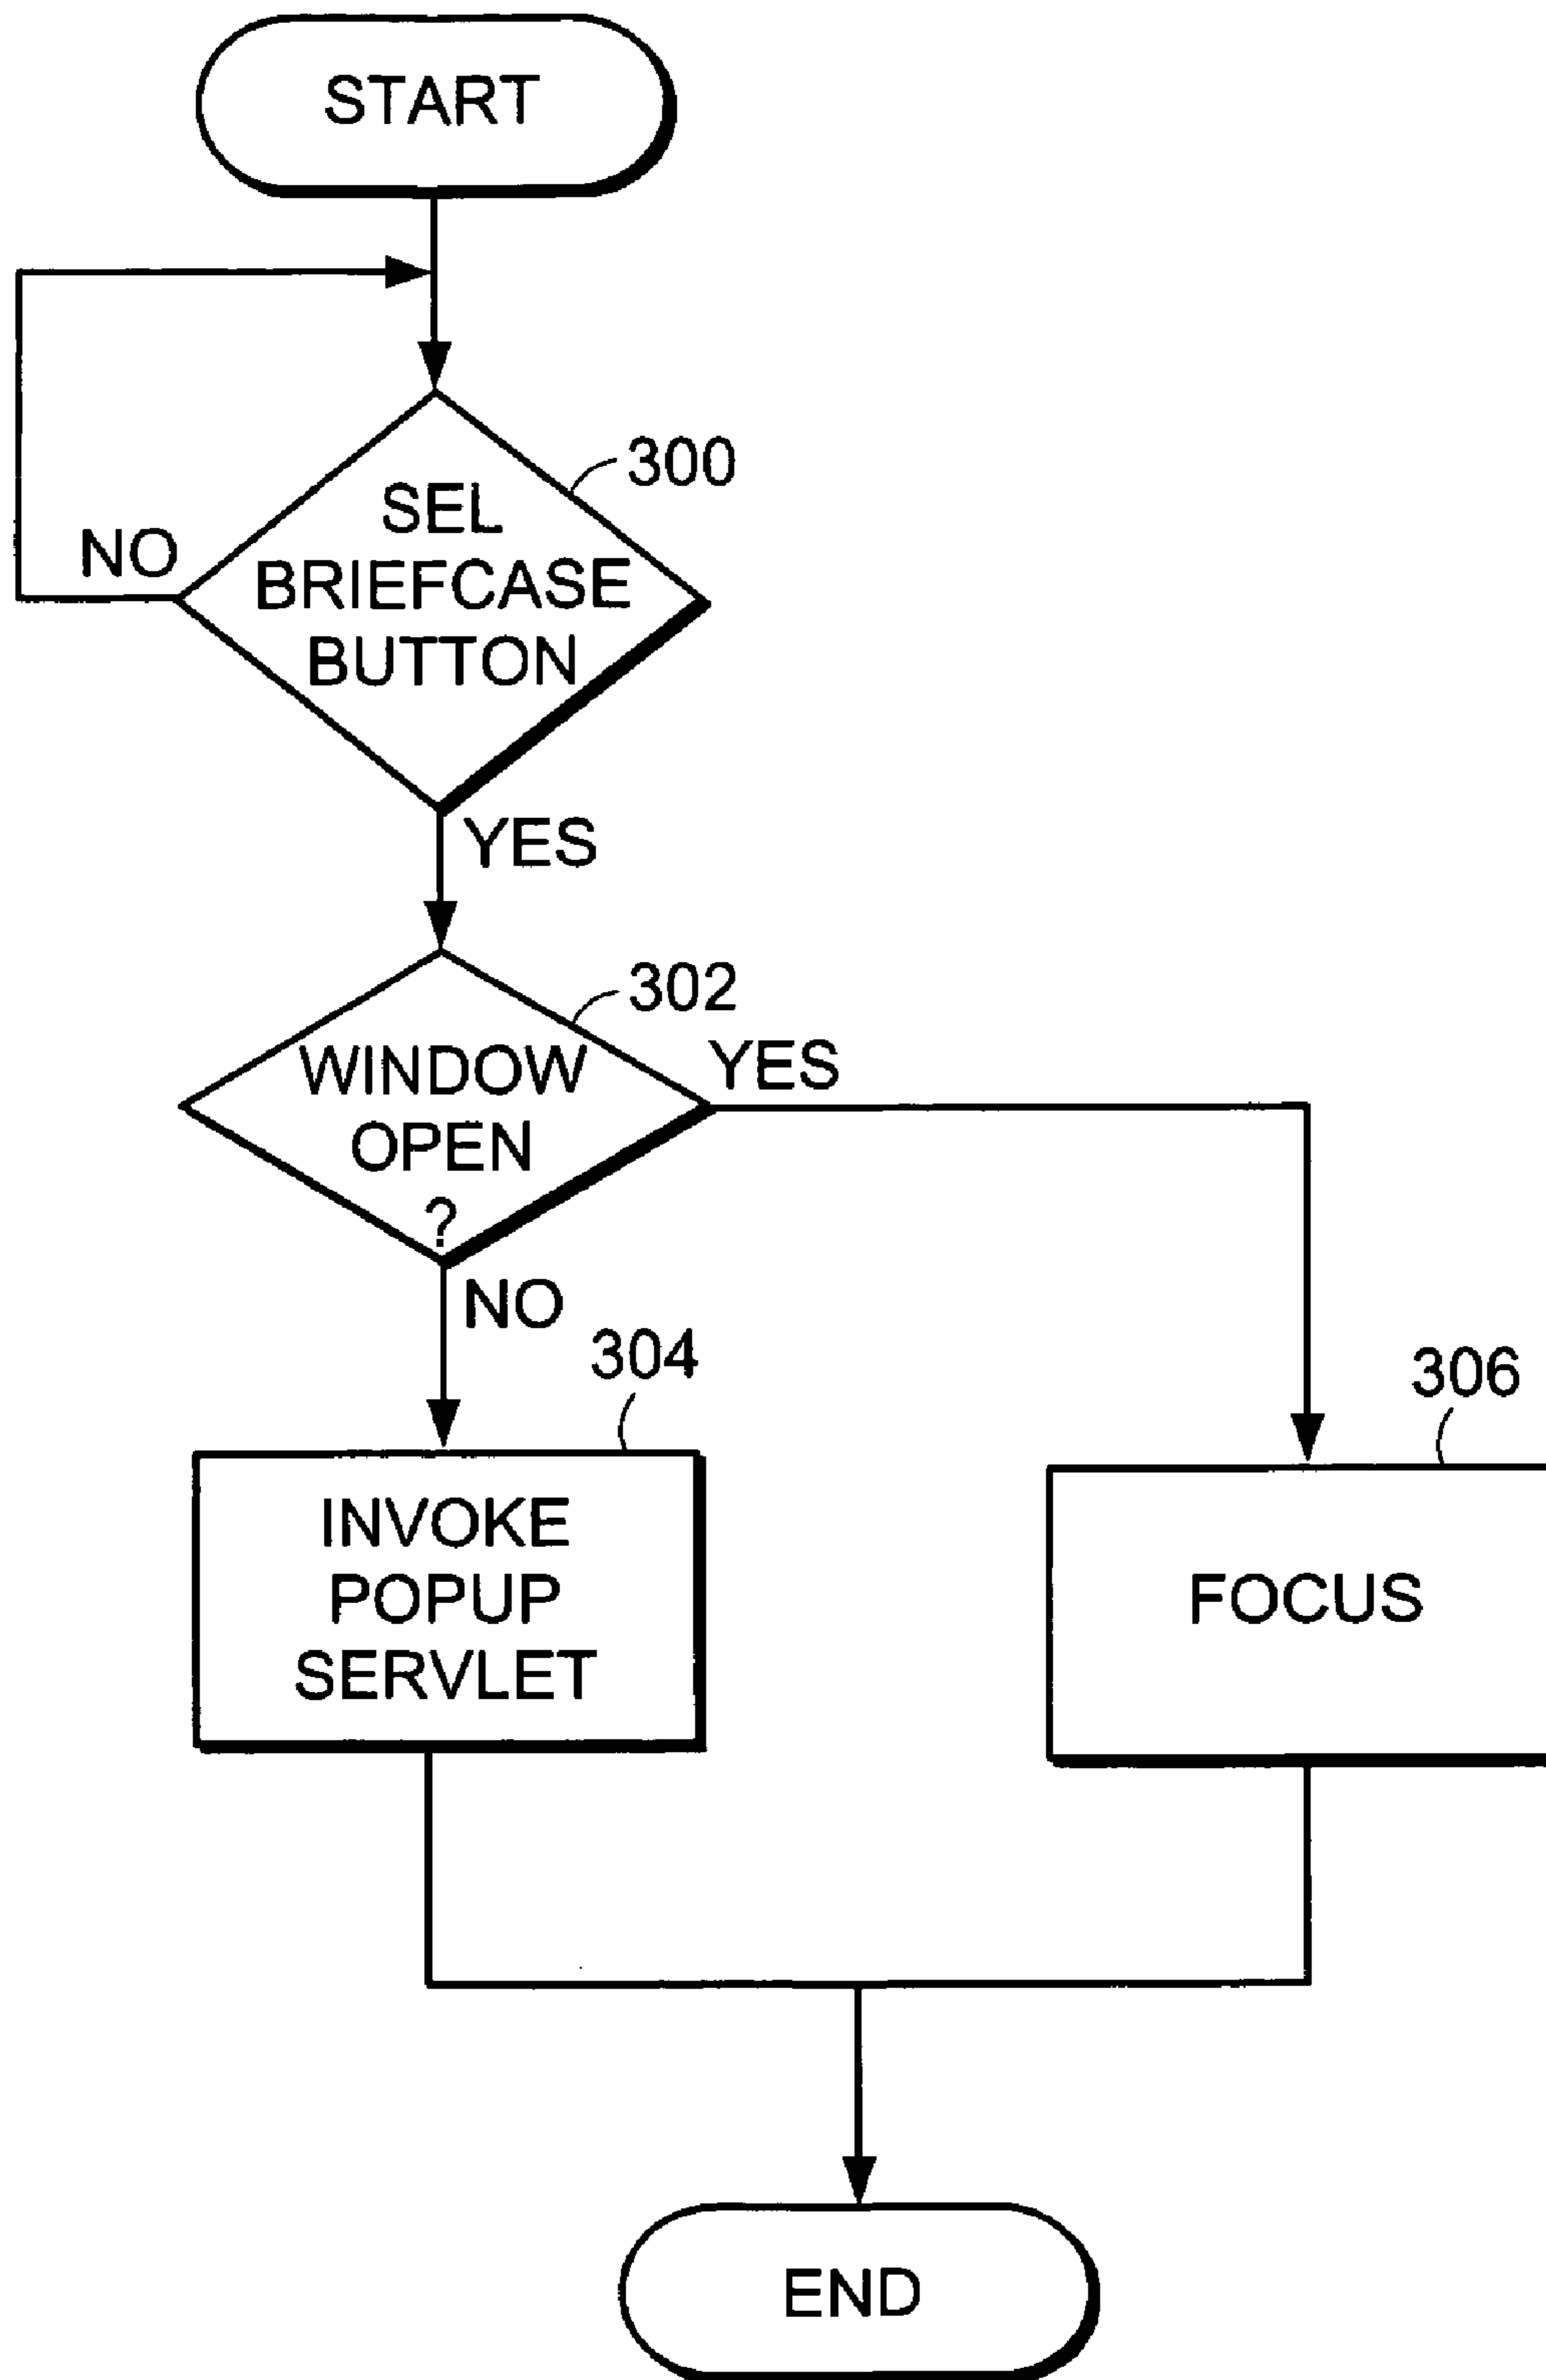 START
300
SEL
BRIEFCASE
BUTTON
NO
YES
302
WINDOW
OPEN
?
YES
NO
304
INVOKE
POPUP
SERVLET
306
FOCUS
END